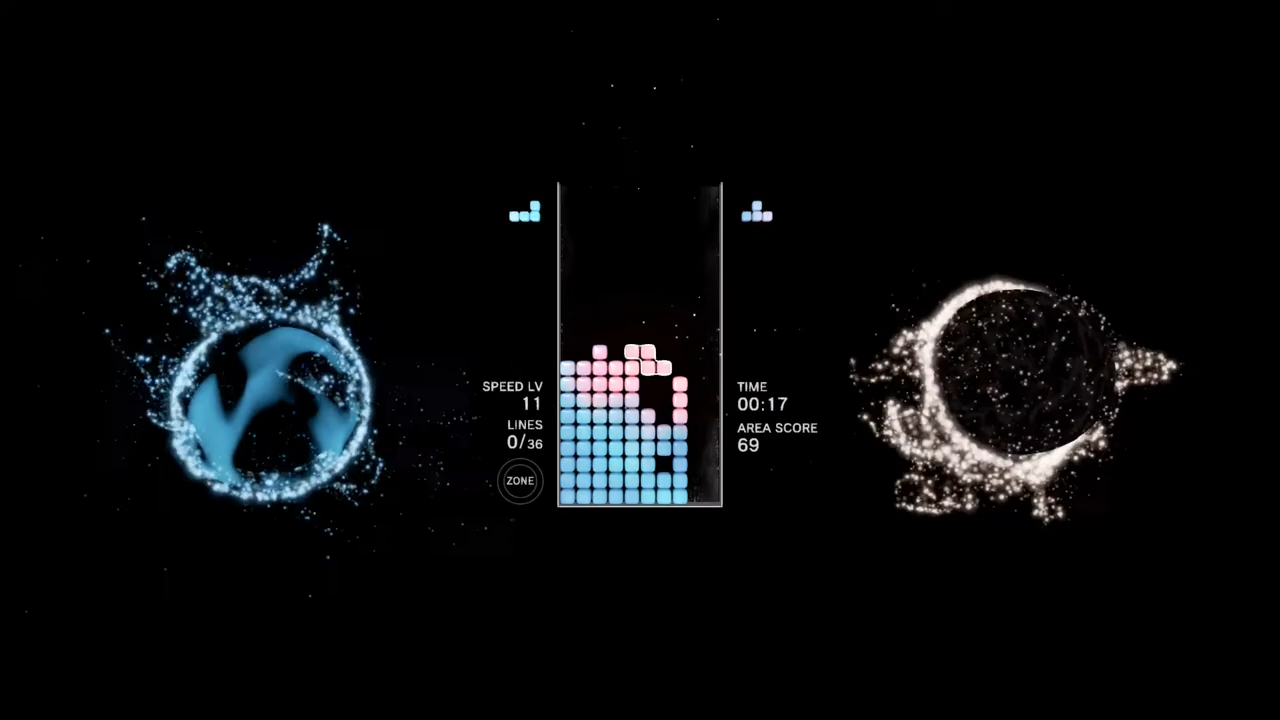 SPEED LV
11
LINES
0/36
ZONE
TIME
00:17
AREA SCORE
69